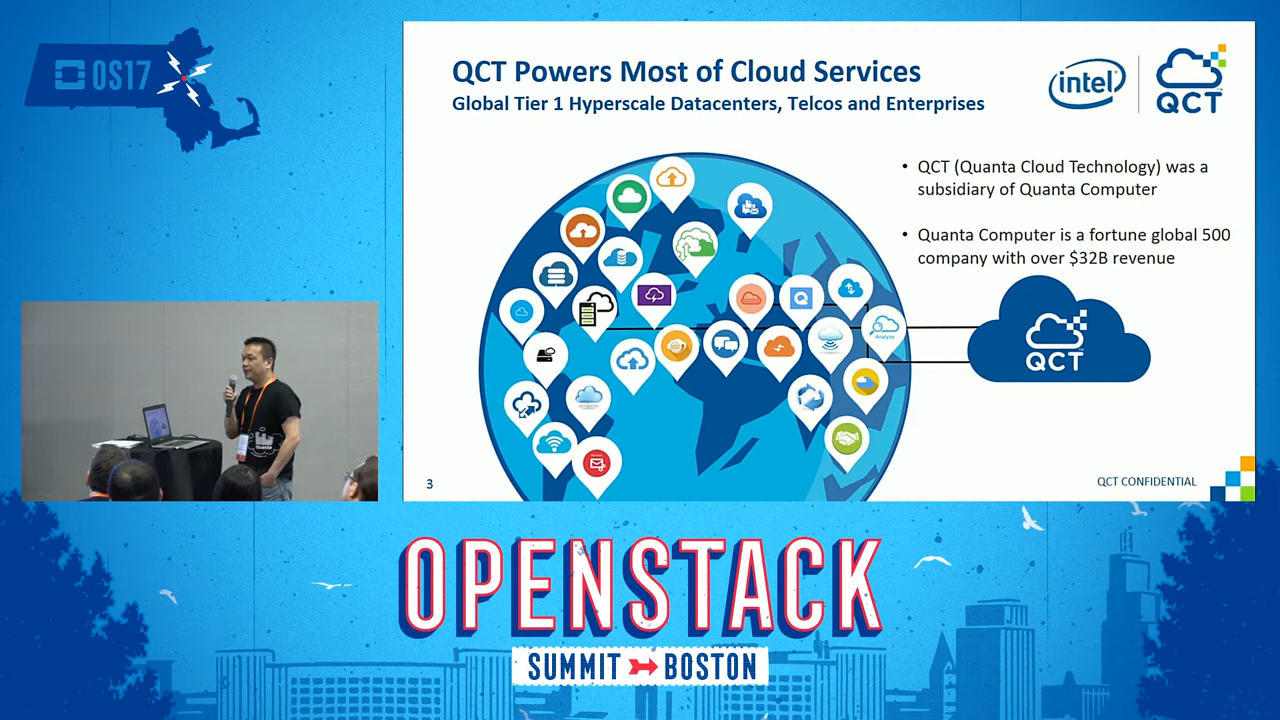 OS17
QCT Powers Most of Cloud Services
Global Tier 1 Hyperscale Datacenters, Telcos and Enterprises
intel
QCT
• QCT (Quanta Cloud Technology) was a
subsidiary of Quanta Computer
• Quanta Computer is a fortune global 500
company with over $32B revenue
Analyze
QCT
Quanta
3
QCT CONFIDENTIAL
OPENSTACK
SUMMIT BOSTON